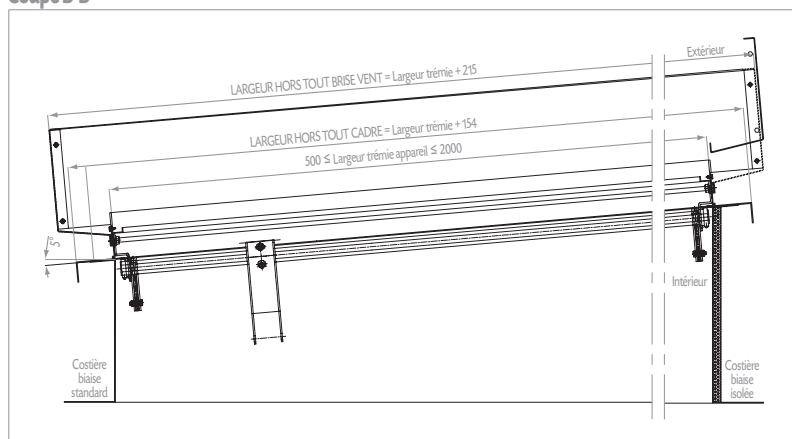 Extérieur
LARGEUR HORS TOUT BRISE VENT = Largeur trémie + 215
LARGEUR HORS TOUT CADRE = Largeur trémie + 154
500 ≤ Largeur trémie appareil ≤ 2000
5°
Intérieur
Costière
biaise
standard
Costière
biaise
isolée